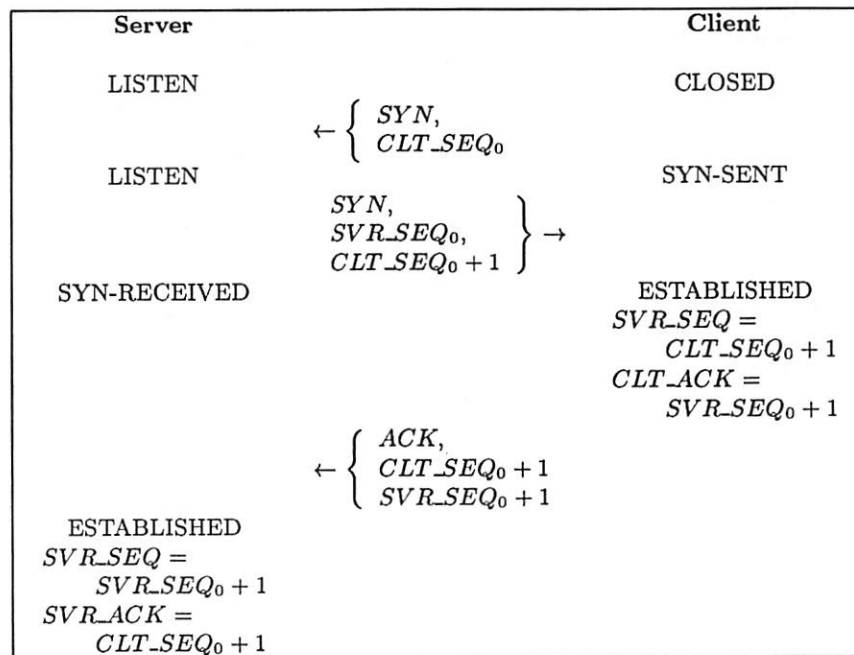 Server Client
LISTEN CLOSED
← { SYN,
CLT_SEQ₀
LISTEN SYN-SENT
SYN,
SVR_SEQ₀, } →
CLT_SEQ₀ + 1
SYN-RECEIVED ESTABLISHED
SVR_SEQ =
CLT_SEQ₀ + 1
CLT_ACK =
SVR_SEQ₀ + 1
ACK,
← { CLT_SEQ₀ + 1
SVR_SEQ₀ + 1
ESTABLISHED
SVR_SEQ =
SVR_SEQ₀ + 1
SVR_ACK =
CLT_SEQ₀ + 1